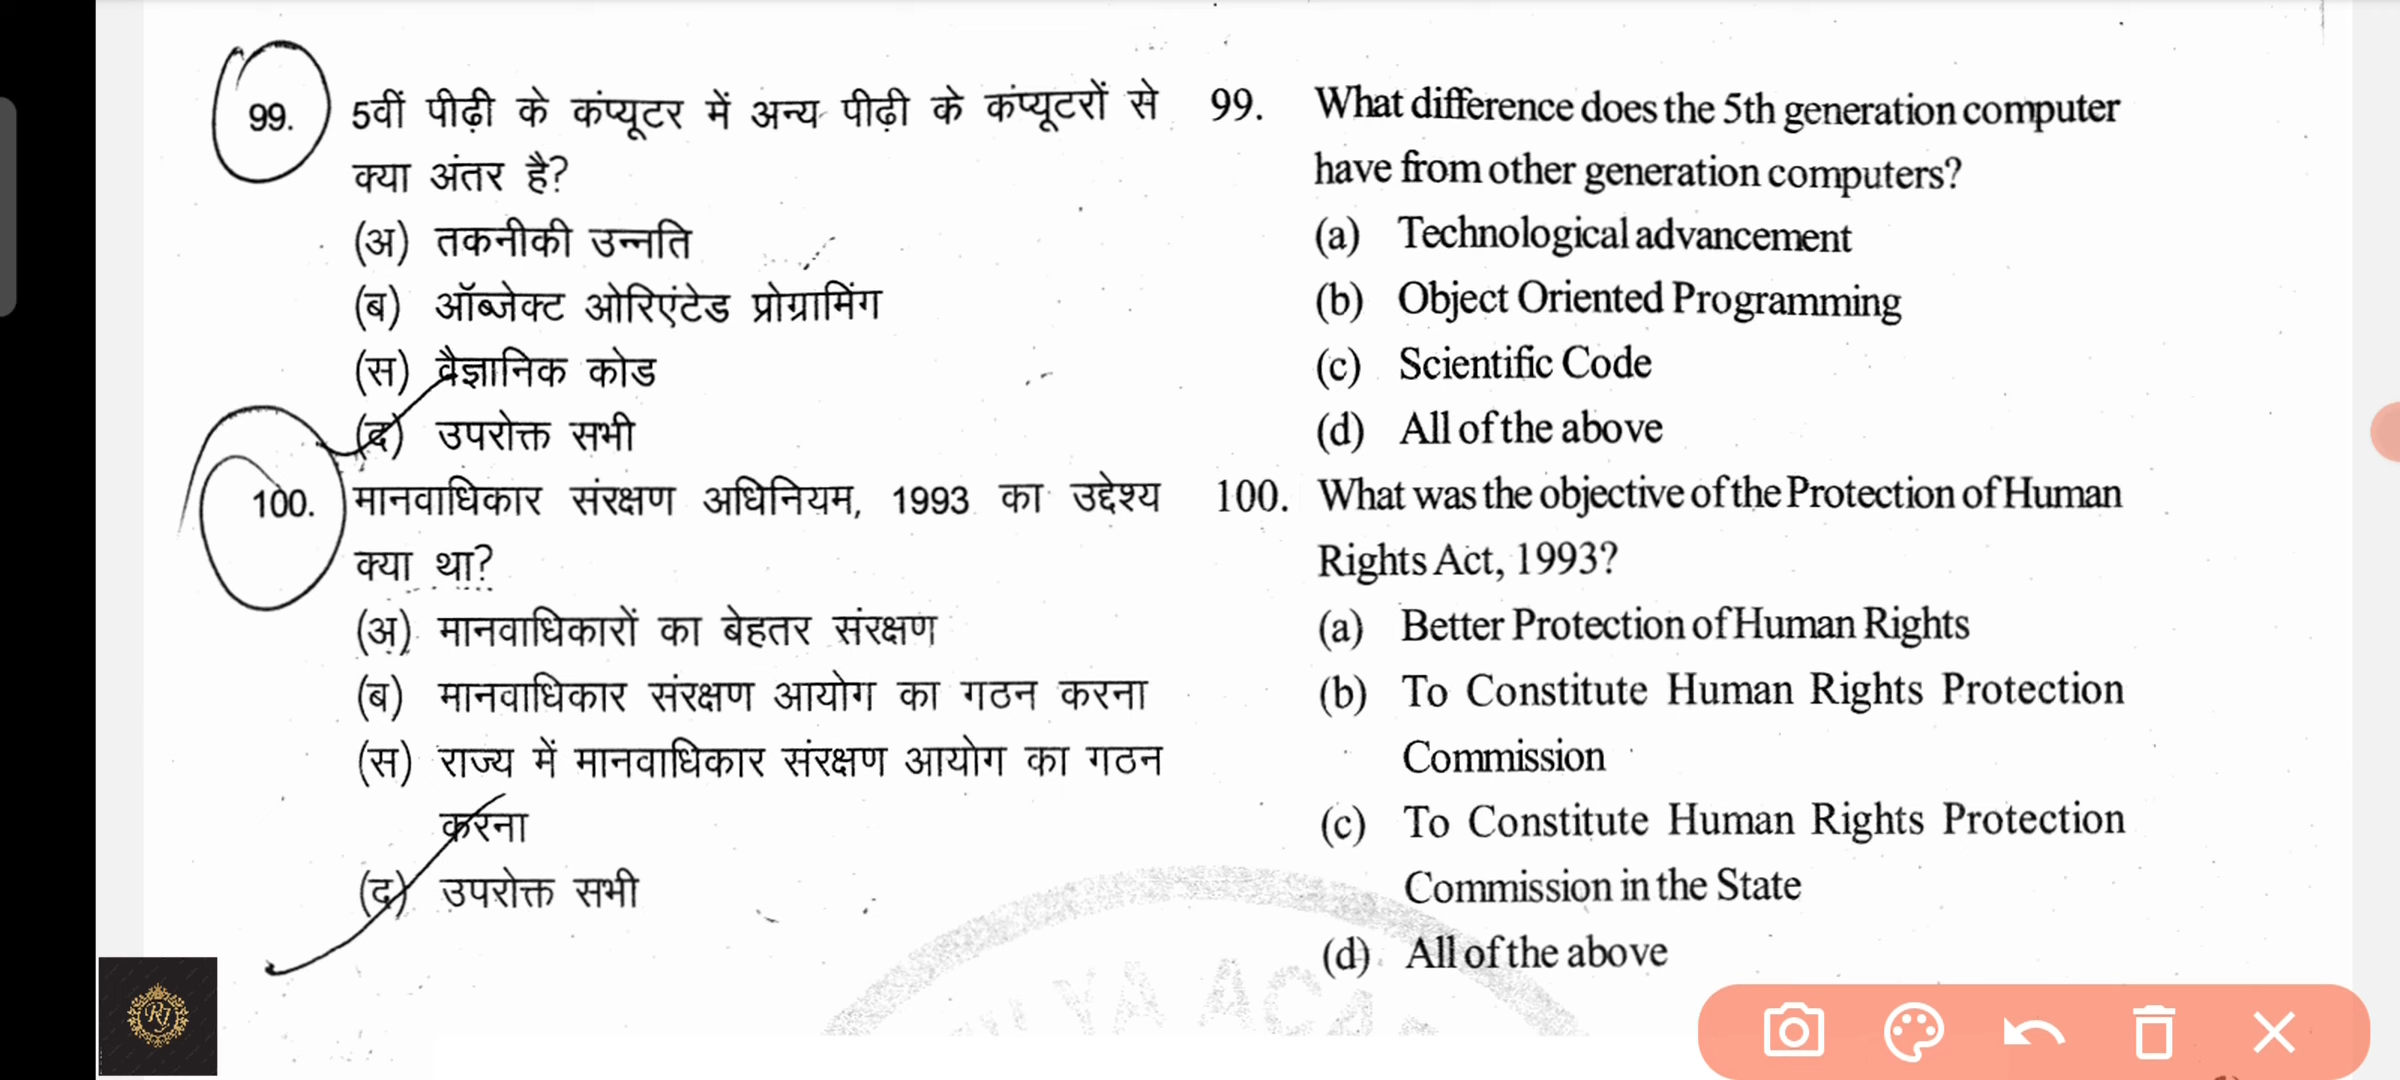 99. 5वीं पीढ़ी के कंप्यूटर में अन्य पीढ़ी के कंप्यूटरों से
क्या अंतर है?
(अ) तकनीकी उन्नति
(ब) ऑब्जेक्ट ओरिएंटेड प्रोग्रामिंग
(स) वैज्ञानिक कोड
(द) उपरोक्त सभी
100. मानवाधिकार संरक्षण अधिनियम, 1993 का उद्देश्य
क्या था?
(अ) मानवाधिकारों का बेहतर संरक्षण
(ब) मानवाधिकार संरक्षण आयोग का गठन करना
(स) राज्य में मानवाधिकार संरक्षण आयोग का गठन
करना
(द) उपरोक्त सभी
99. What difference does the 5th generation computer
have from other generation computers?
(a) Technological advancement
(b) Object Oriented Programming
(c) Scientific Code
(d) All of the above
100. What was the objective of the Protection of Human
Rights Act, 1993?
(a) Better Protection of Human Rights
(b) To Constitute Human Rights Protection
Commission
(c) To Constitute Human Rights Protection
Commission in the State
(d) All of the above
RJ